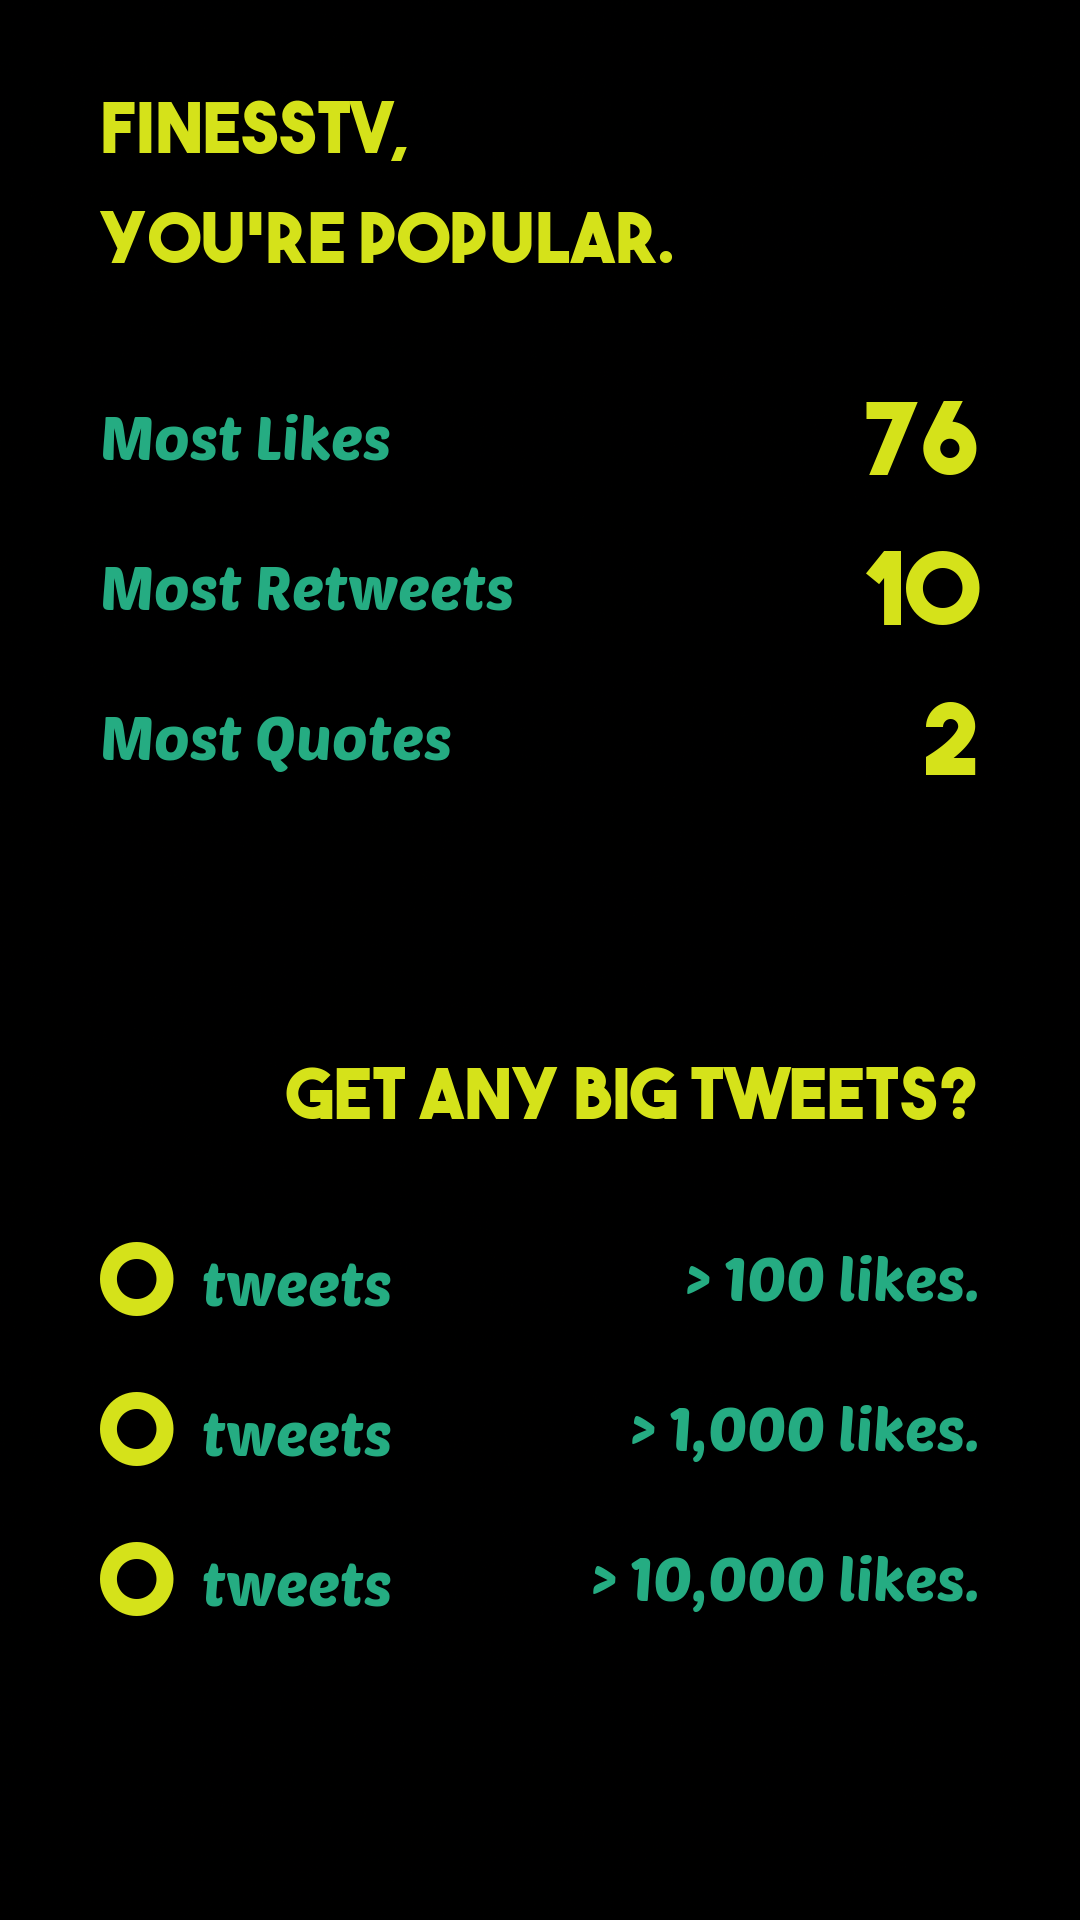 FINESSTV,
YOU'RE POPULAR.
Most Likes 76
Most Retweets 10
Most Quotes 2
GET ANY BIG TWEETS?
0 tweets > 100 likes.
0 tweets > 1,000 likes.
0 tweets > 10,000 likes.